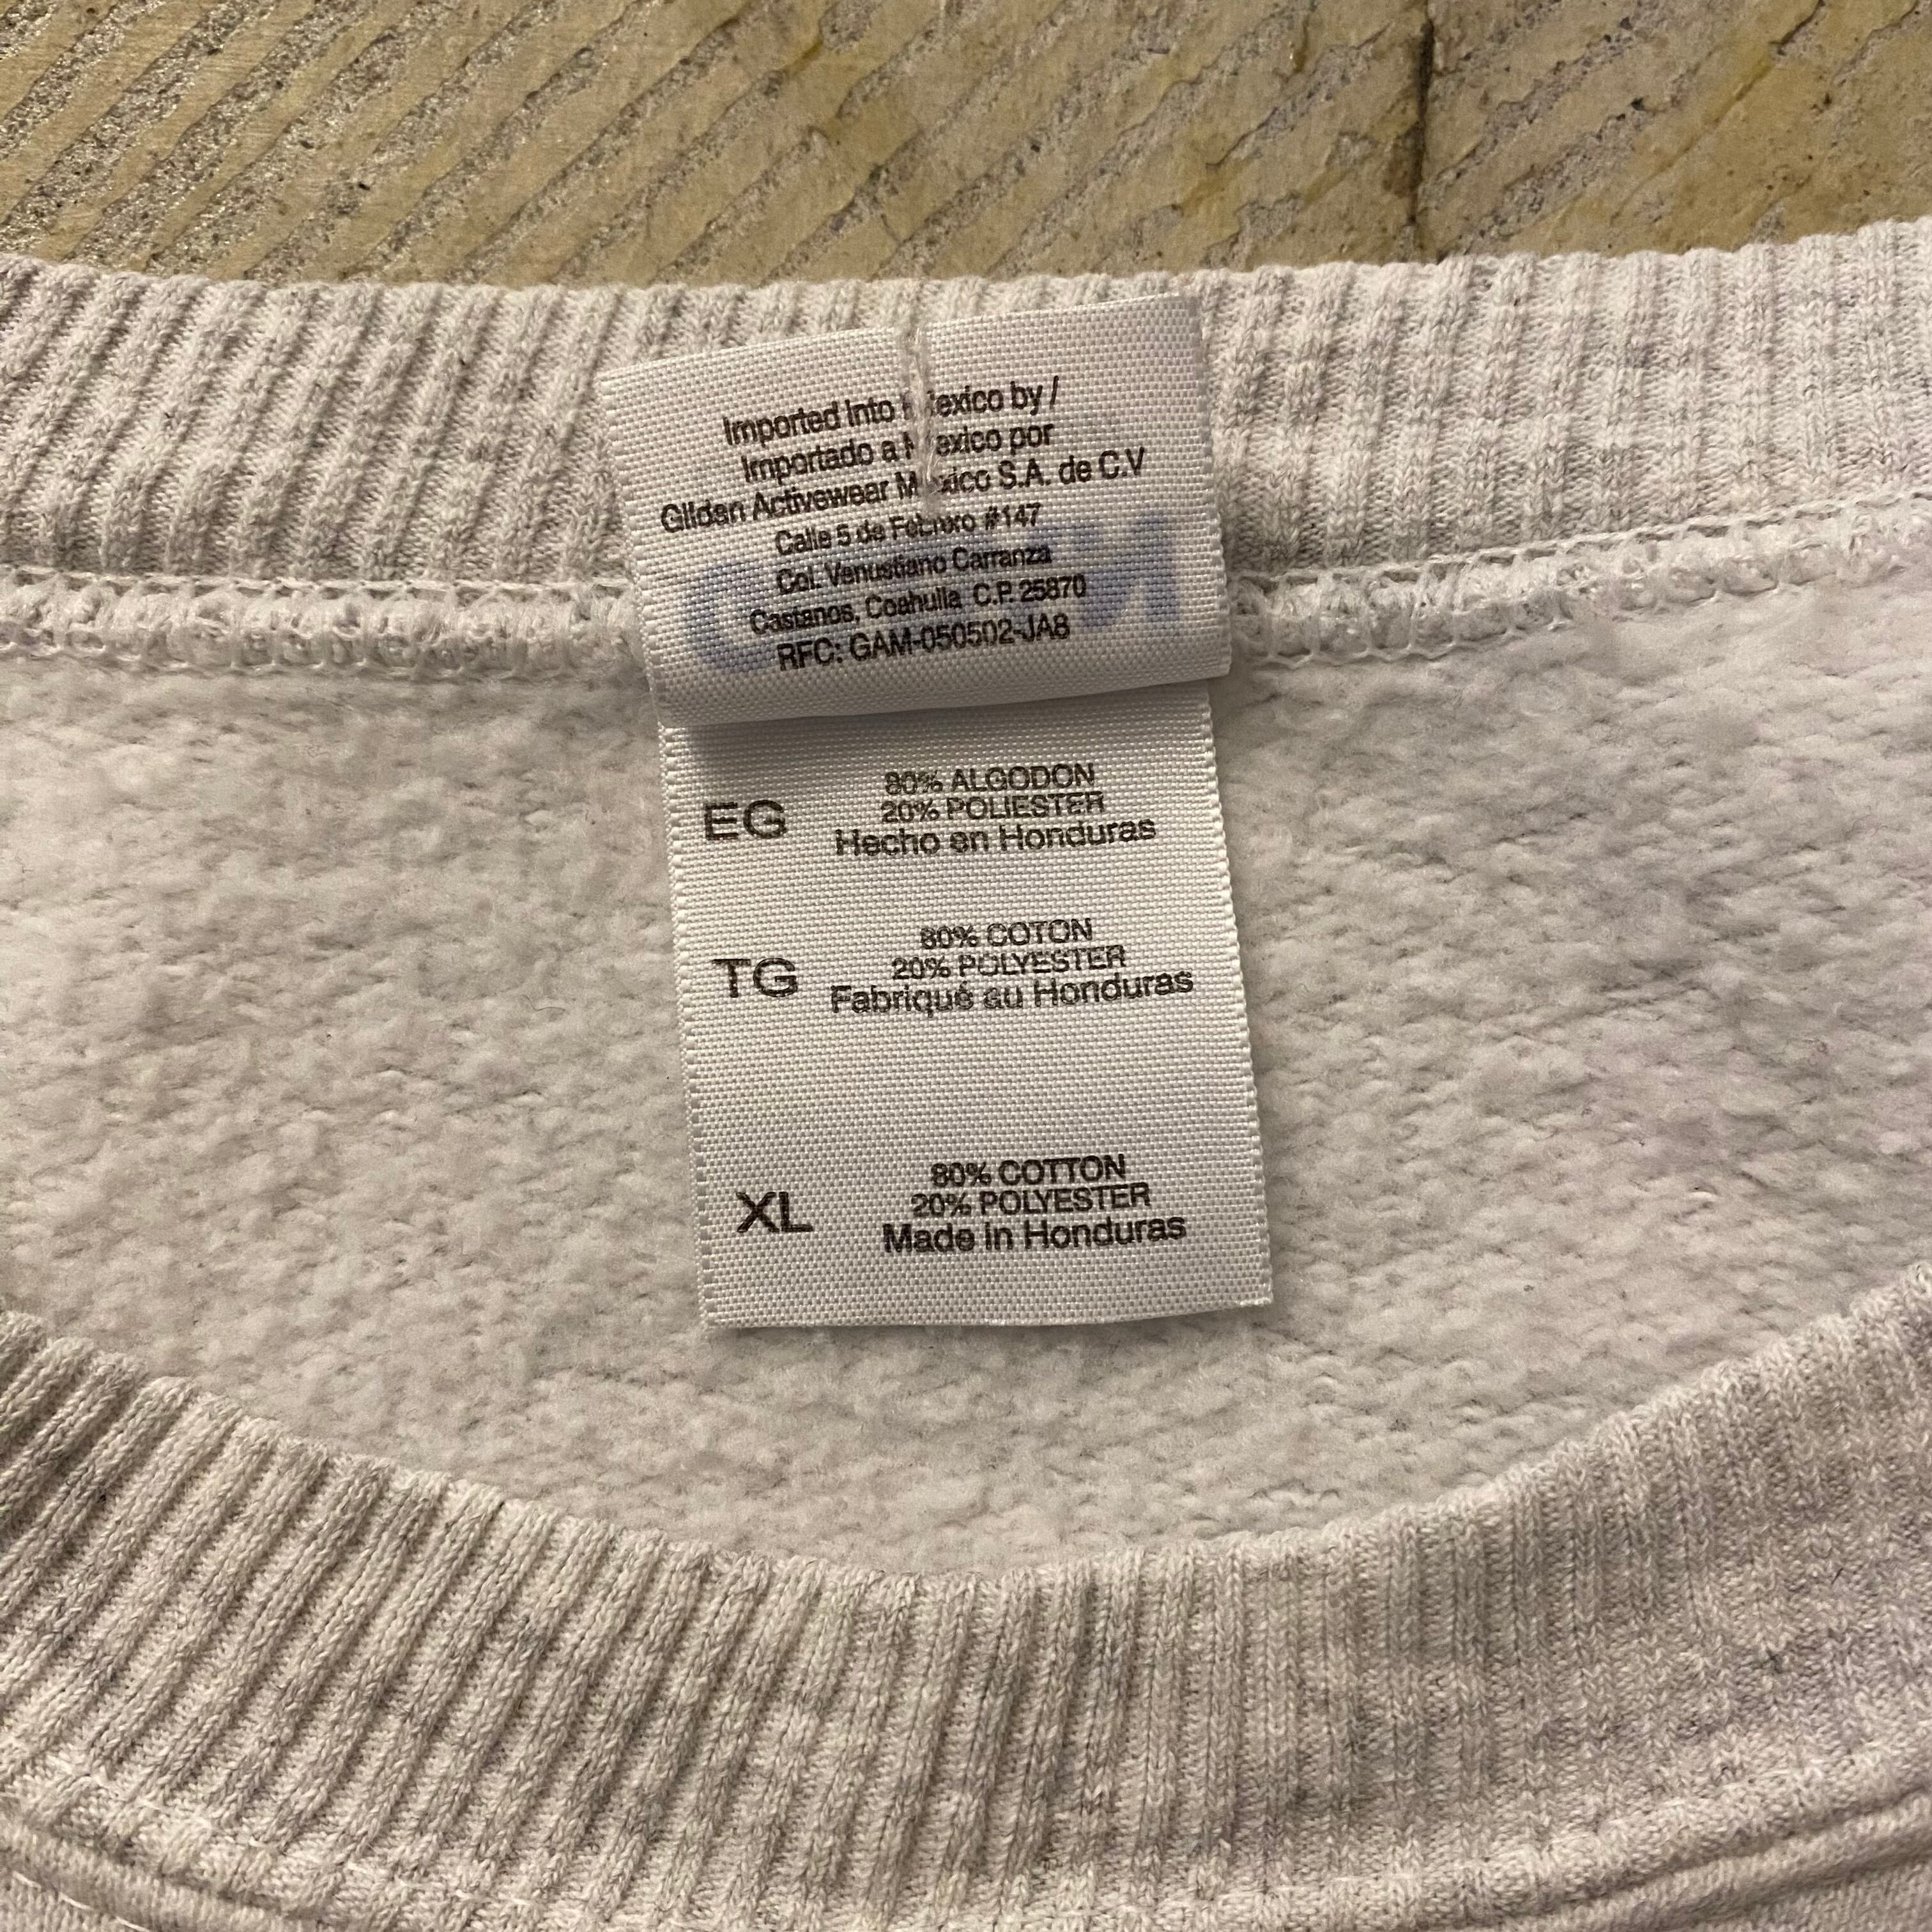 Imported into Mexico by /
Importado a Mexico por
Gildan Activewear Mexico S.A. de C.V
Calle 5 de Febrero #147
Col. Venustiano Carranza
Castanos, Coahuila C.P. 25870
RFC: GAM-050502-JA8
EG
80% ALGODON
20% POLIESTER
Hecho en Honduras
TG
80% COTON
20% POLYESTER
Fabriqué au Honduras
XL
80% COTTON
20% POLYESTER
Made in Honduras